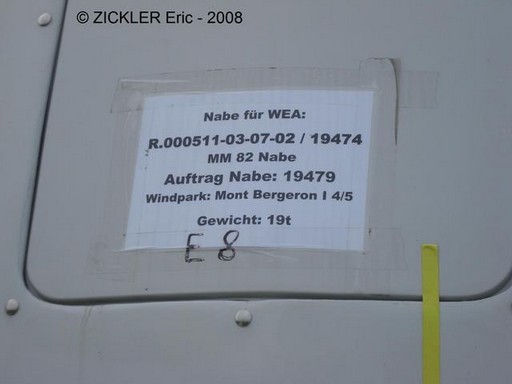 © ZICKLER Eric - 2008
Nabe für WEA:
R.000511-03-07-02 / 19474
MM 82 Nabe
Auftrag Nabe: 19479
Windpark: Mont Bergeron I 4/5
Gewicht: 19t
E 8